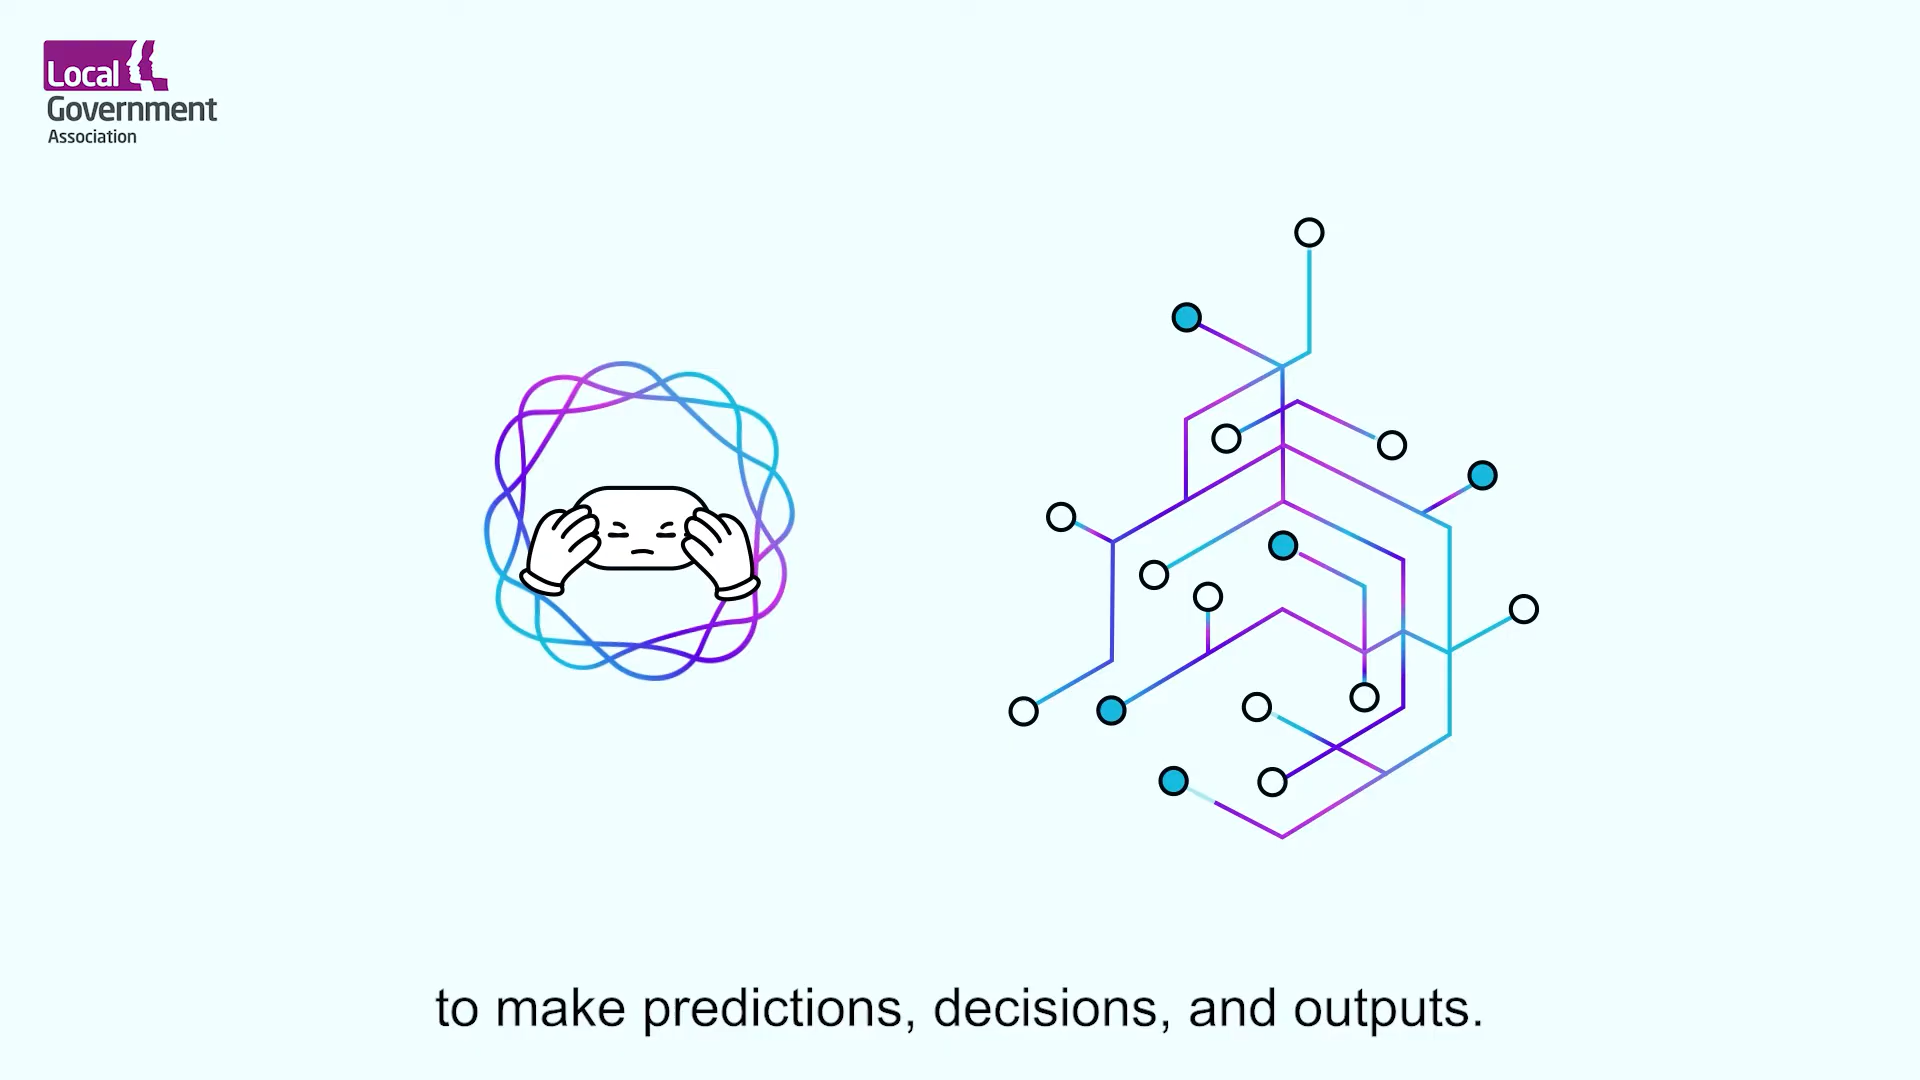 Local
Government
Association
to make predictions, decisions, and outputs.